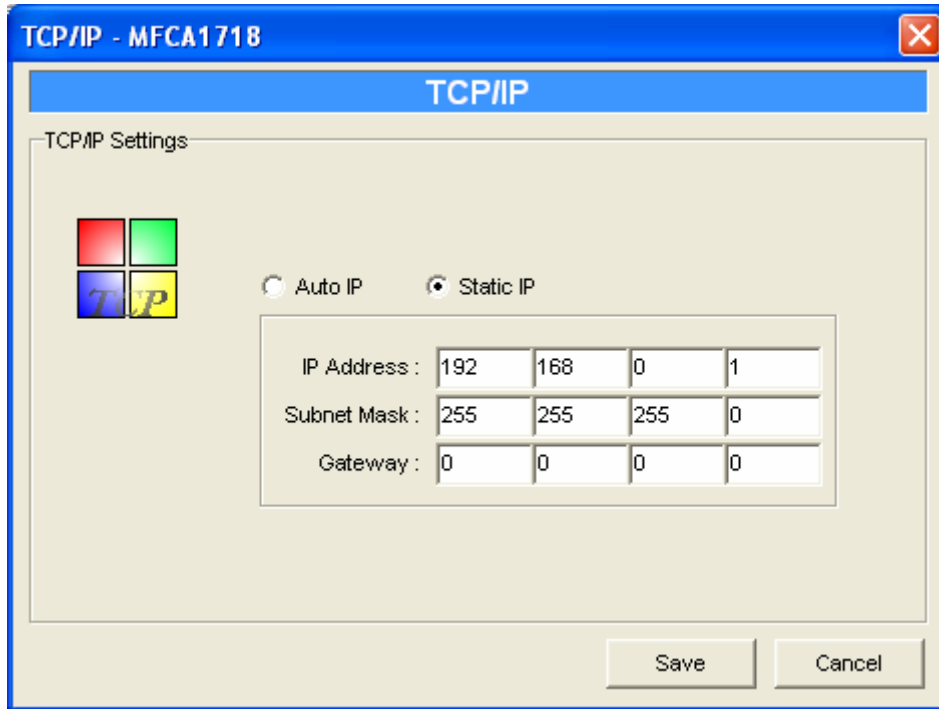 TCP/IP - MFCA1718
TCP/IP
TCP/IP Settings
TCP
Auto IP Static IP
IP Address : 192 168 0 1
Subnet Mask : 255 255 255 0
Gateway : 0 0 0 0
Save Cancel